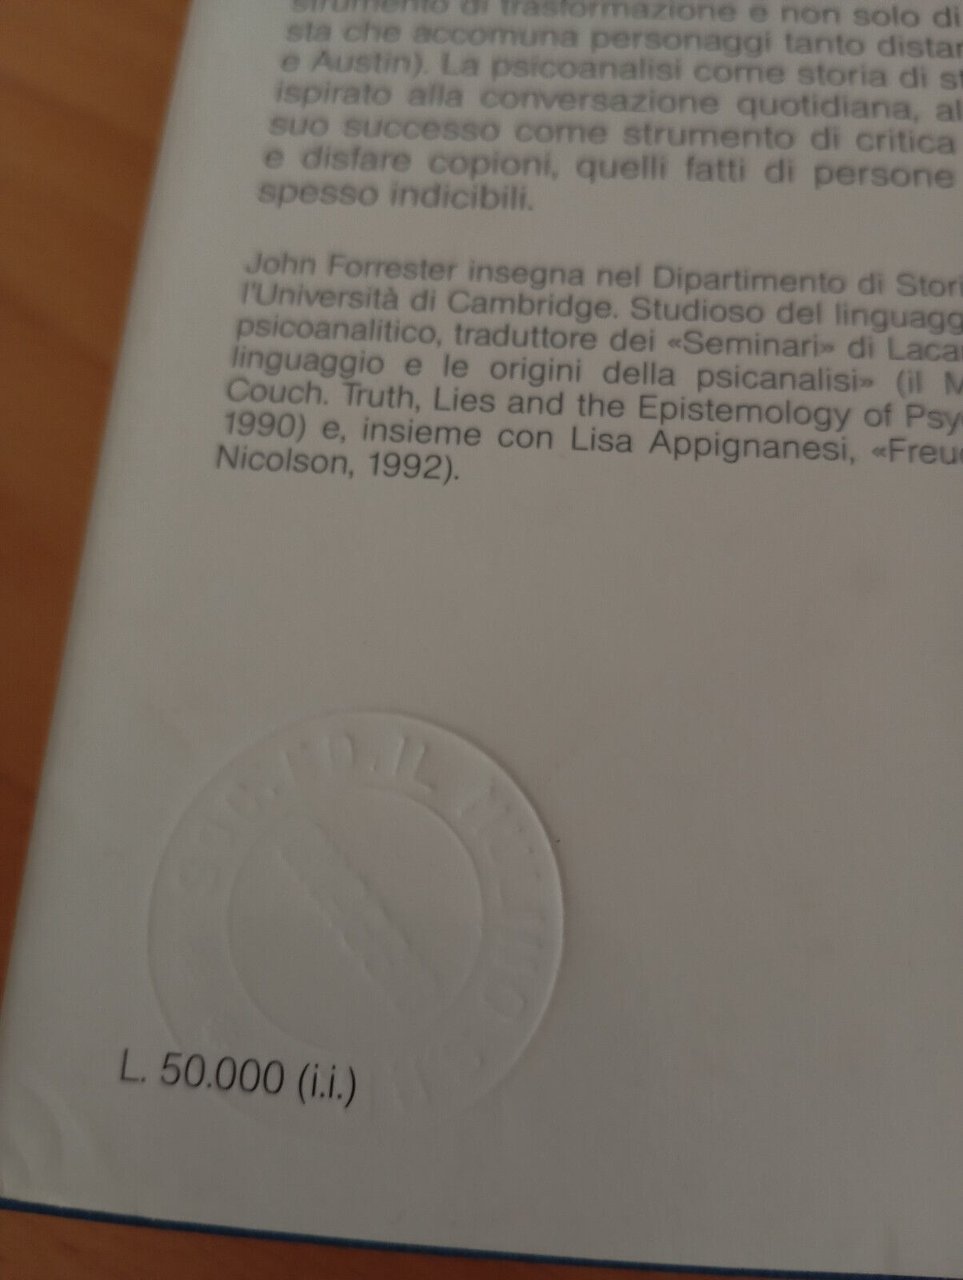 strumento di trasformazione e non solo di
sta che accomuna personaggi tanto distan
e Austin). La psicoanalisi come storia di st
ispirato alla conversazione quotidiana, al
suo successo come strumento di critica
e disfare copioni, quelli fatti di persone
spesso indicibili.
John Forrester insegna nel Dipartimento di Stori
l'Università di Cambridge. Studioso del linguagg
psicoanalitico, traduttore dei «Seminari» di Laca
linguaggio e le origini della psicanalisi» (il M
Couch. Truth, Lies and the Epistemology of Psy
1990) e, insieme con Lisa Appignanesi, «Freu
Nicolson, 1992).
L. 50.000 (i.i.)